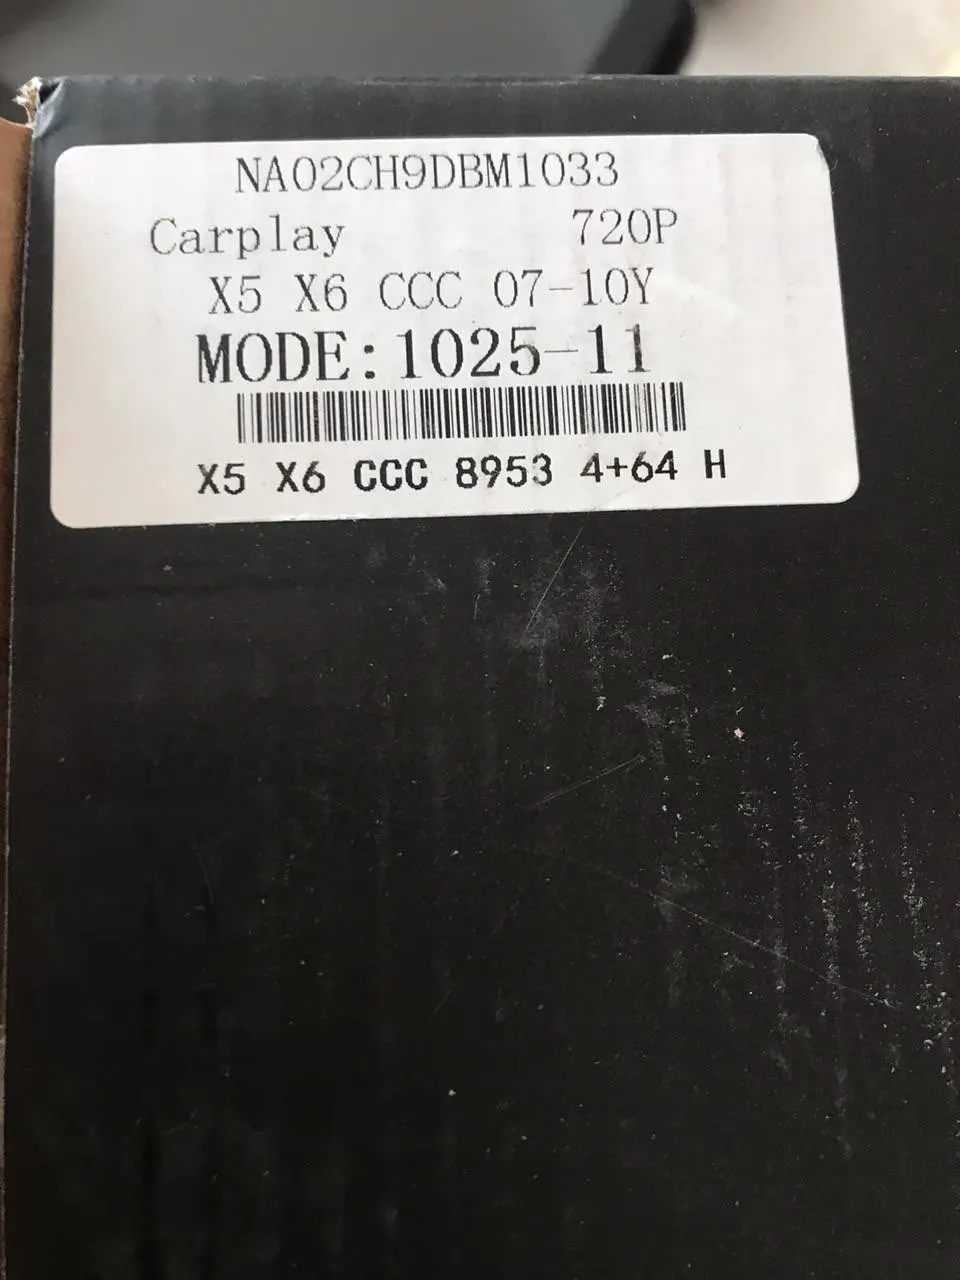 NA02CH9DBM1033
Carplay 720P
X5 X6 CCC 07-10Y
MODE:1025-11
X5 X6 CCC 8953 4+64 H